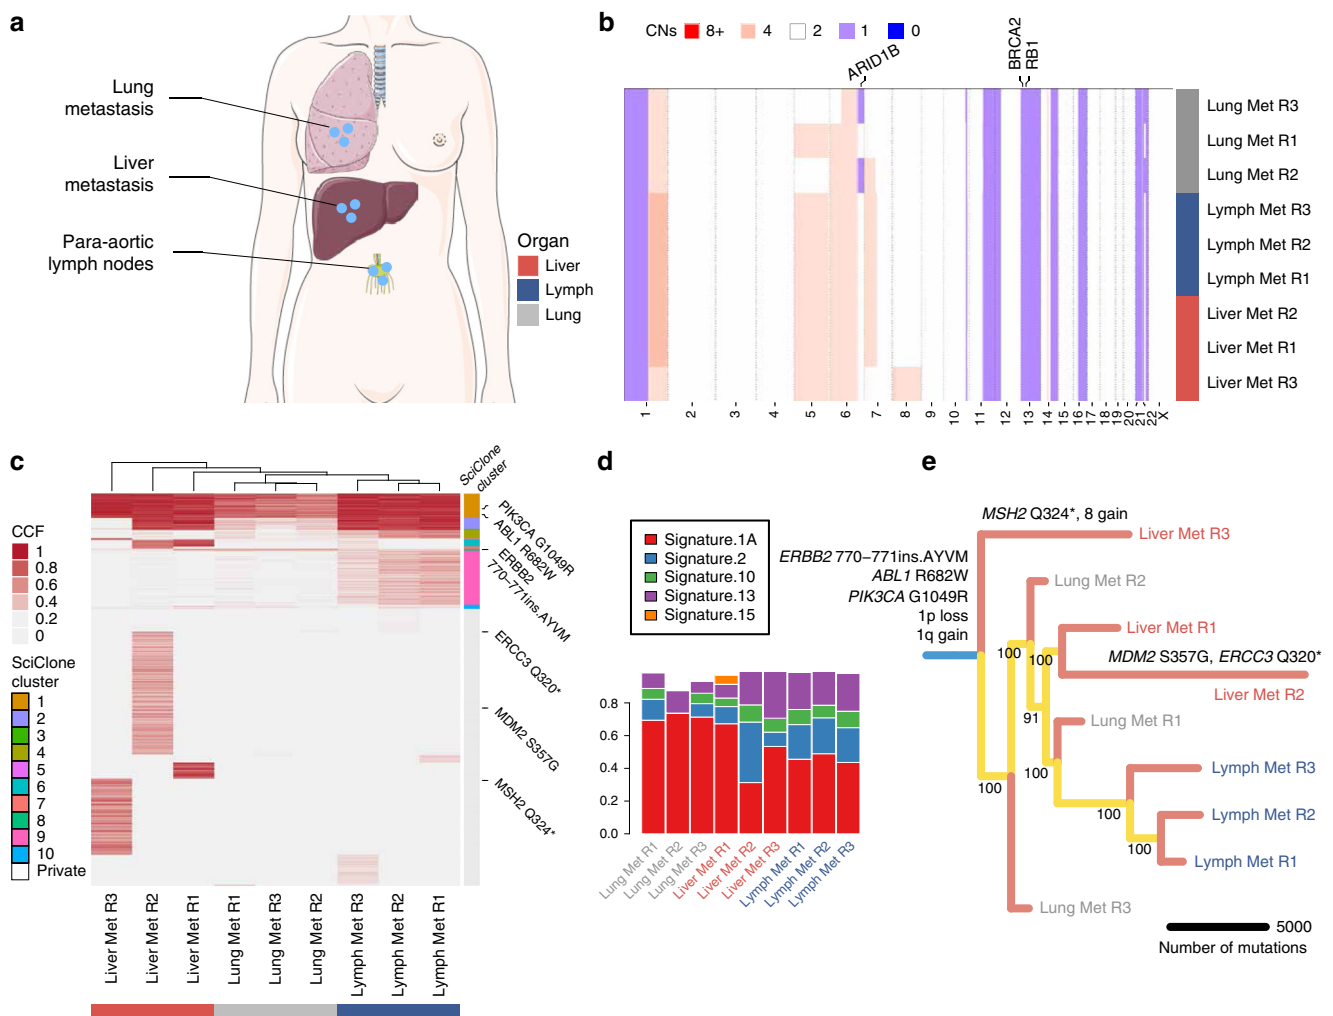 a
Lung
metastasis
Liver
metastasis
Para-aortic
lymph nodes
Organ
Liver
Lymph
Lung
b
CNs 8+ 4 2 1 0
ARID1B
BRCA2
RB1
Lung Met R3
Lung Met R1
Lung Met R2
Lymph Met R3
Lymph Met R2
Lymph Met R1
Liver Met R2
Liver Met R1
Liver Met R3
1 2 3 4 5 6 7 8 9 10 11 12 13 14 15 16 17 18 19 20 21 22 X
c
SciClone
cluster
PIK3CA G1049R
ABL1 R682W
ERBB2
770–771ins.AYVM
ERCC3 Q320*
MDM2 S357G
MSH2 Q324*
CCF
1
0.8
0.6
0.4
0.2
0
SciClone
cluster
1
2
3
4
5
6
7
8
9
10
Private
Liver Met R3
Liver Met R2
Liver Met R1
Lung Met R1
Lung Met R3
Lung Met R2
Lymph Met R3
Lymph Met R2
Lymph Met R1
d
Signature.1A
Signature.2
Signature.10
Signature.13
Signature.15
0.8
0.6
0.4
0.2
0.0
Lung Met R1
Lung Met R2
Lung Met R3
Liver Met R1
Liver Met R2
Liver Met R3
Lymph Met R1
Lymph Met R2
Lymph Met R3
e
MSH2 Q324*, 8 gain
Liver Met R3
ERBB2 770–771ins.AYVM
ABL1 R682W
PIK3CA G1049R
1p loss
1q gain
Lung Met R2
Liver Met R1
100
100
MDM2 S357G, ERCC3 Q320*
Liver Met R2
91
Lung Met R1
100
Lymph Met R3
100
100
Lymph Met R2
100
Lymph Met R1
Lung Met R3
5000
Number of mutations